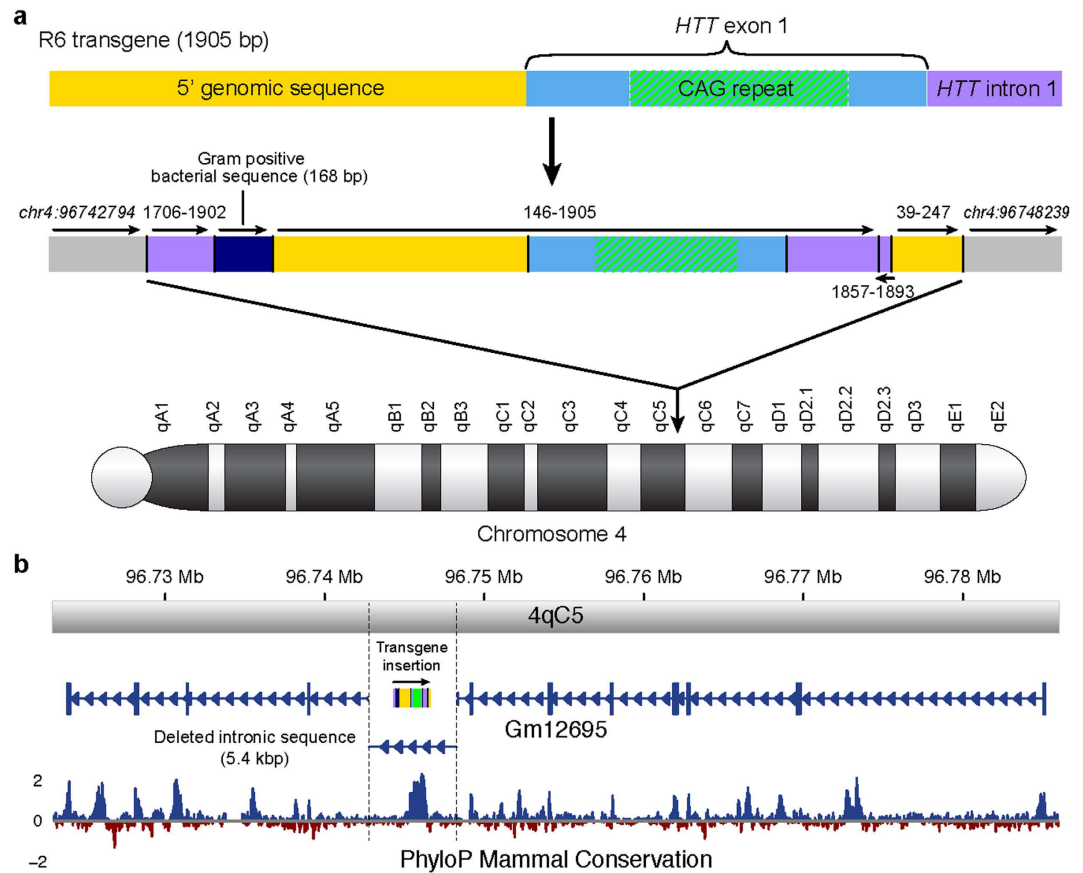 a
R6 transgene (1905 bp)
HTT exon 1
5' genomic sequence
CAG repeat
HTT intron 1
Gram positive
bacterial sequence (168 bp)
chr4:96742794
1706-1902
146-1905
39-247
chr4:96748239
1857-1893
qA1
qA2
qA3
qA4
qA5
qB1
qB2
qB3
qC1
qC2
qC3
qC4
qC5
qC6
qC7
qD1
qD2.1
qD2.2
qD2.3
qD3
qE1
qE2
Chromosome 4
b
96.73 Mb
96.74 Mb
96.75 Mb
96.76 Mb
96.77 Mb
96.78 Mb
4qC5
Transgene
insertion
Gm12695
Deleted intronic sequence
(5.4 kbp)
2
0
−2
PhyloP Mammal Conservation